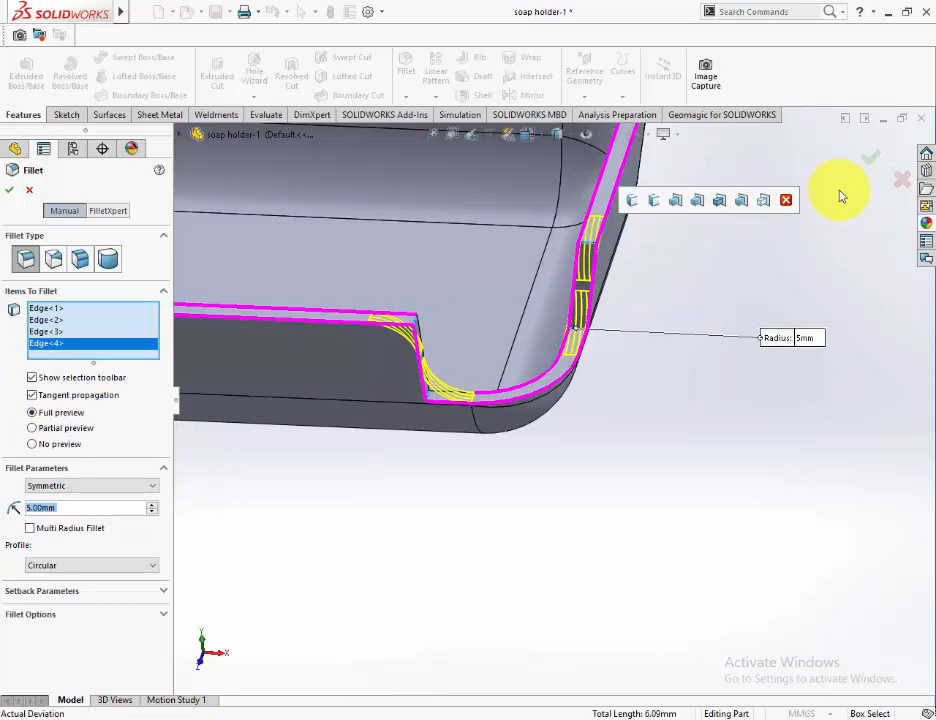 SOLIDWORKS
soap holder-1 *
Search Commands
Extruded Boss/Base
Revolved Boss/Base
Swept Boss/Base
Lofted Boss/Base
Boundary Boss/Base
Extruded Cut
Hole Wizard
Revolved Cut
Swept Cut
Lofted Cut
Boundary Cut
Fillet
Linear Pattern
Rib
Draft
Shell
Wrap
Intersect
Mirror
Reference Geometry
Curves
Instant3D
Image Capture
Features
Sketch
Surfaces
Sheet Metal
Weldments
Evaluate
DimXpert
SOLIDWORKS Add-Ins
Simulation
SOLIDWORKS MBD
Analysis Preparation
Geomagic for SOLIDWORKS
soap holder-1 (Default<<...
Fillet
Manual
FilletXpert
Fillet Type
Items To Fillet
Edge<1>
Edge<2>
Edge<3>
Edge<4>
Show selection toolbar
Tangent propagation
Full preview
Partial preview
No preview
Fillet Parameters
Symmetric
5.00mm
Multi Radius Fillet
Profile:
Circular
Setback Parameters
Fillet Options
Radius: 5mm
Y
X
Z
Activate Windows
Go to Settings to activate Windows.
Model
3D Views
Motion Study 1
Actual Deviation
Total Length: 6.09mm
Editing Part
MMGS
Box Select